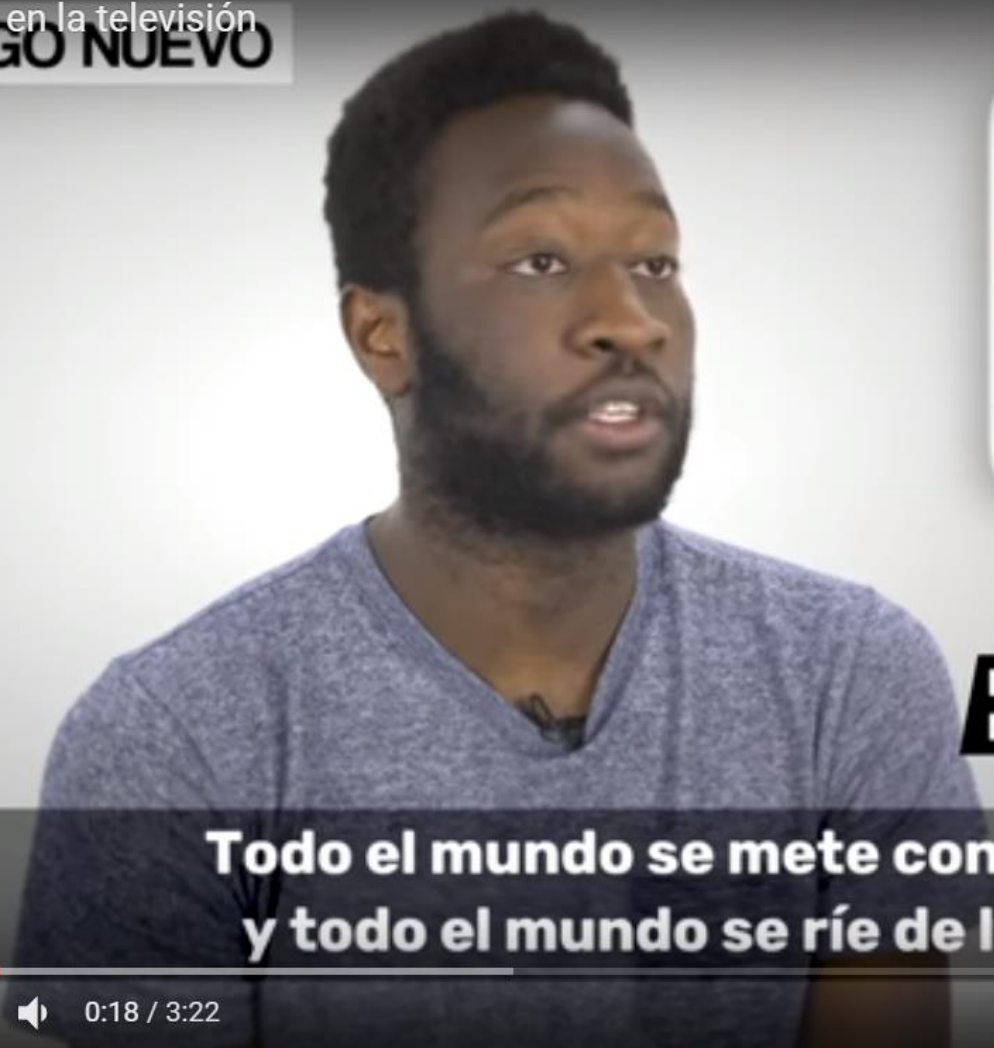 en la televisión
GO NUEVO
Todo el mundo se mete con
y todo el mundo se ríe de l
0:18 / 3:22